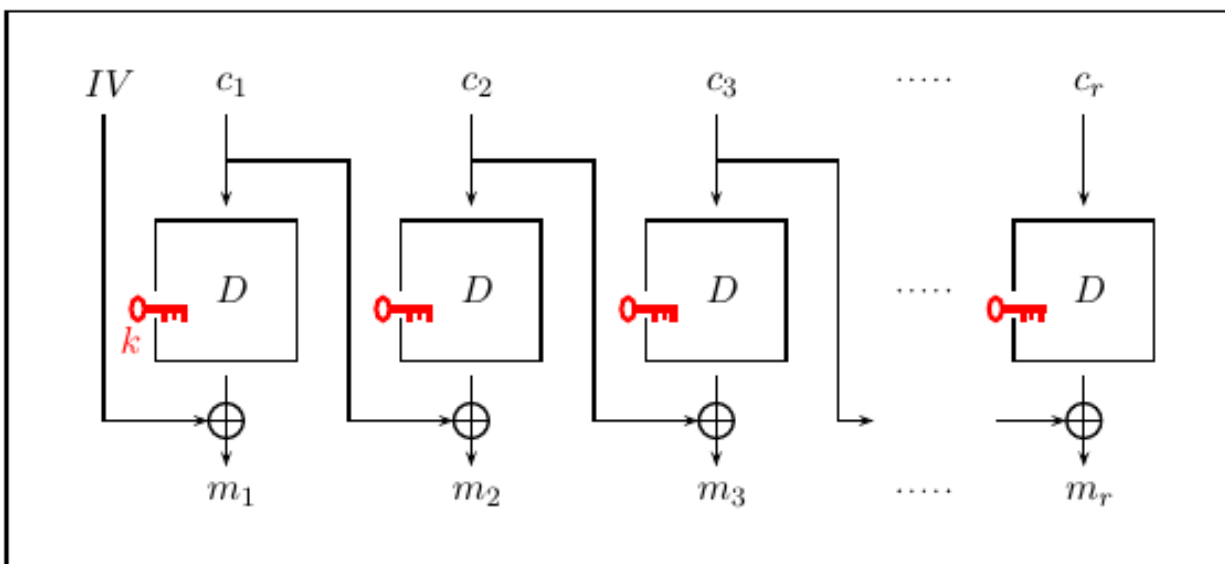 IV c₁ c₂ c₃ ····· cᵣ
D D D ····· D
k
m₁ m₂ m₃ ····· mᵣ